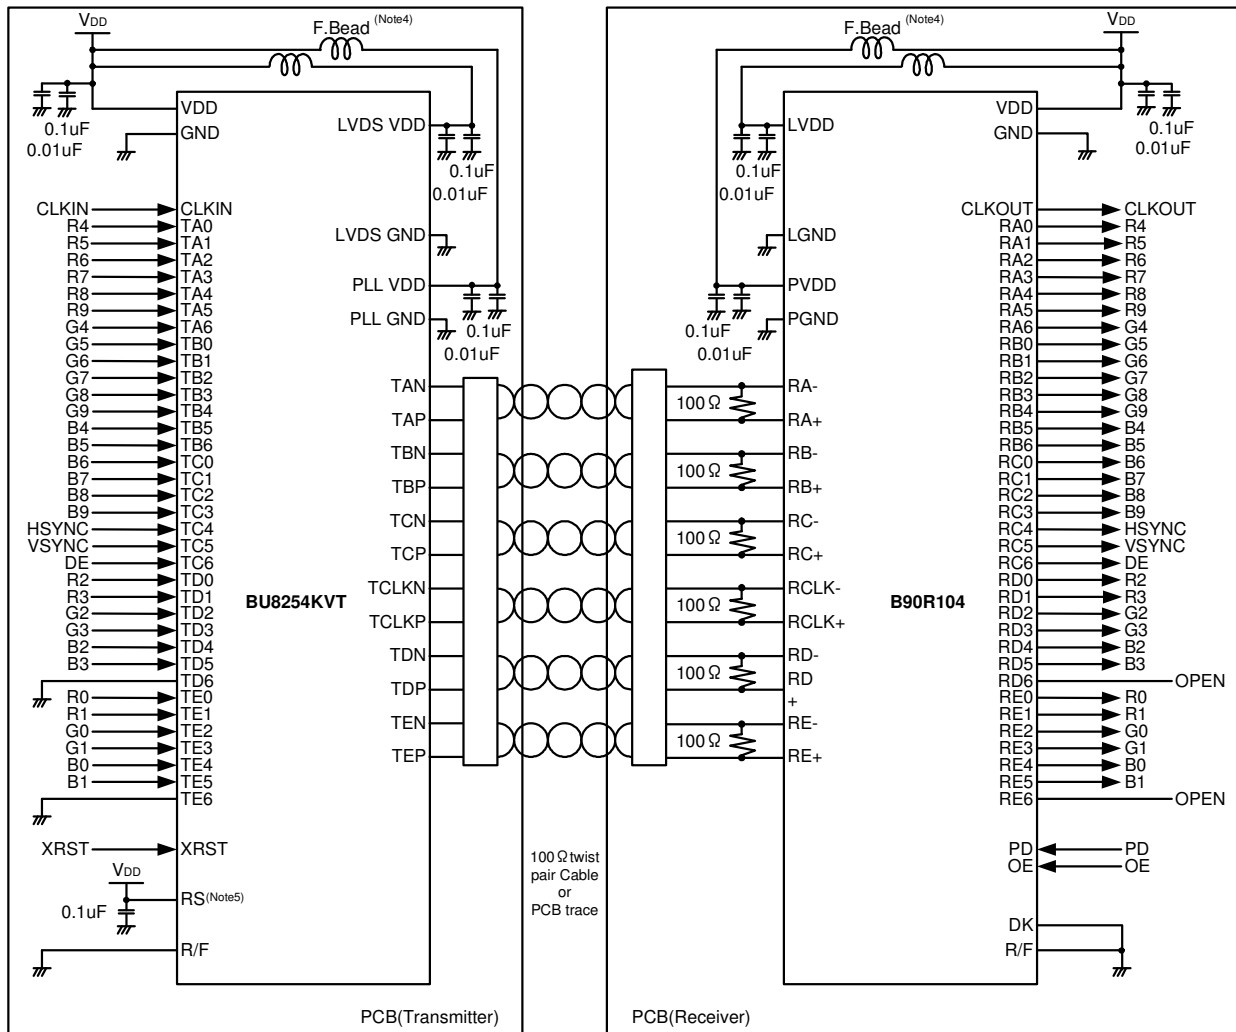 VDD
F.Bead (Note4)
0.1uF
0.01uF
VDD
GND
LVDS VDD
0.1uF
0.01uF
CLKIN CLKIN
R4 TA0
R5 TA1
R6 TA2
R7 TA3
R8 TA4
R9 TA5
G4 TA6
G5 TB0
G6 TB1
G7 TB2
G8 TB3
G9 TB4
B4 TB5
B5 TB6
B6 TC0
B7 TC1
B8 TC2
B9 TC3
HSYNC TC4
VSYNC TC5
DE TC6
R2 TD0
R3 TD1
G2 TD2
G3 TD3
B2 TD4
B3 TD5
TD6
R0 TE0
R1 TE1
G0 TE2
G1 TE3
B0 TE4
B1 TE5
TE6
XRST XRST
VDD
0.1uF
RS(Note5)
R/F
LVDS GND
PLL VDD
PLL GND
0.1uF
0.01uF
TAN
TAP
TBN
TBP
TCN
TCP
TCLKN
TCLKP
TDN
TDP
TEN
TEP
BU8254KVT
PCB(Transmitter)
100Ω twist
pair Cable
or
PCB trace
F.Bead (Note4)
VDD
VDD
GND
0.1uF
0.01uF
LVDD
0.1uF
0.01uF
LGND
PVDD
PGND
0.1uF
0.01uF
RA-
100Ω
RA+
RB-
100Ω
RB+
RC-
100Ω
RC+
RCLK-
100Ω
RCLK+
RD-
100Ω
RD
+
RE-
100Ω
RE+
B90R104
CLKOUT CLKOUT
RA0 R4
RA1 R5
RA2 R6
RA3 R7
RA4 R8
RA5 R9
RA6 G4
RB0 G5
RB1 G6
RB2 G7
RB3 G8
RB4 G9
RB5 B4
RB6 B5
RC0 B6
RC1 B7
RC2 B8
RC3 B9
RC4 HSYNC
RC5 VSYNC
RC6 DE
RD0 R2
RD1 R3
RD2 G2
RD3 G3
RD4 B2
RD5 B3
RD6 OPEN
RE0 R0
RE1 R1
RE2 G0
RE3 G1
RE4 B0
RE5 B1
RE6 OPEN
PD PD
OE OE
DK
R/F
PCB(Receiver)